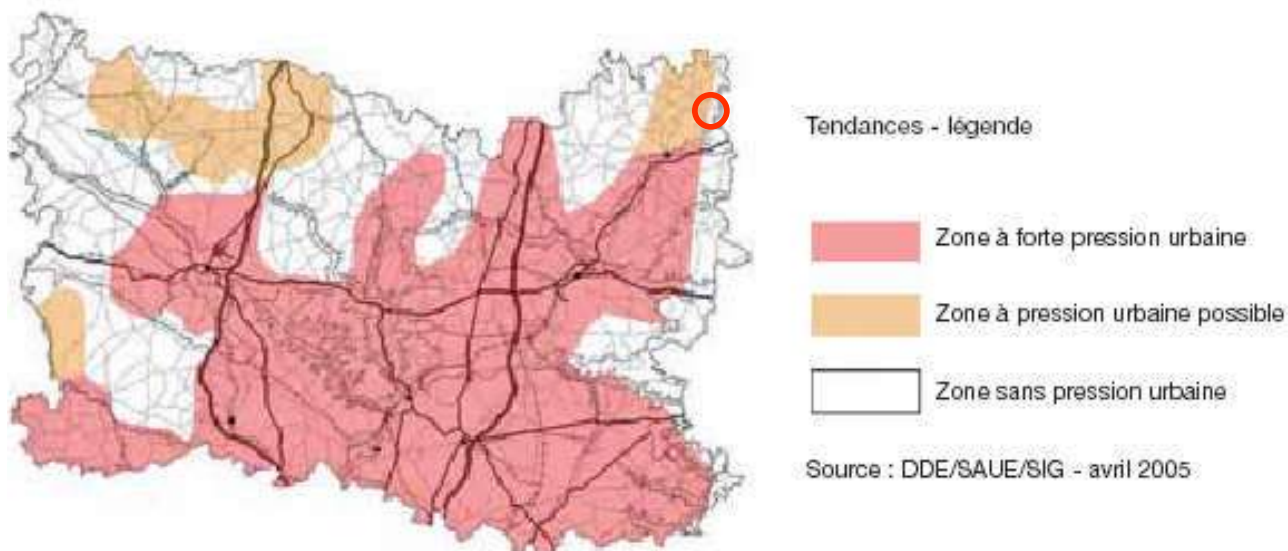 Tendances - légende
Zone à forte pression urbaine
Zone à pression urbaine possible
Zone sans pression urbaine
Source : DDE/SAUE/SIG - avril 2005